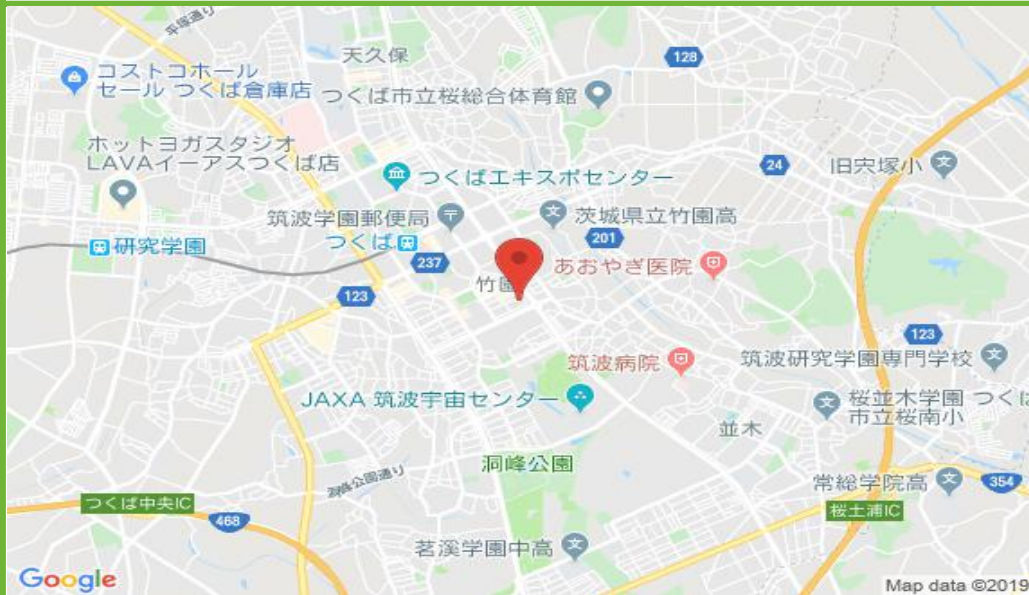 平塚通り
天久保
128
コストコホール
セール つくば倉庫店
つくば市立桜総合体育館
ホットヨガスタジオ
LAVAイーアスつくば店
24
旧宍塚小
つくばエキスポセンター
筑波学園郵便局
茨城県立竹園高
研究学園
つくば
201
237
あおやぎ医院
竹園
123
123
筑波病院
筑波研究学園専門学校
JAXA 筑波宇宙センター
桜並木学園 つくば
市立桜南小
並木
洞峰公園
洞峰公園通り
常総学院高
354
つくば中央IC
468
桜土浦IC
茗溪学園中高
Google
Map data ©2019